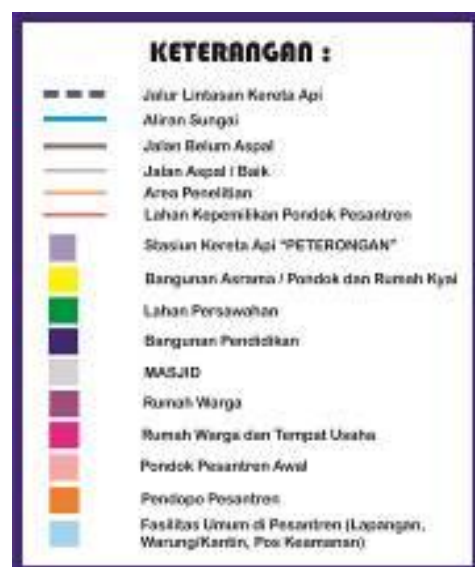 KETERANGAN :
Jalur Lintasan Kereta Api
Aliran Sungai
Jalan Belum Aspal
Jalan Aspal / Baik
Area Penelitian
Lahan Kepemilikan Pondok Pesantren
Stasiun Kereta Api "PETERONGAN"
Bangunan Asrama / Pondok dan Rumah Kyai
Lahan Persawahan
Bangunan Pendidikan
MASJID
Rumah Warga
Rumah Warga dan Tempat Usaha
Pondok Pesantren Awal
Pendopo Pesantren
Fasilitas Umum di Pesantren (Lapangan,
Warung/Kantin, Pos Keamanan)